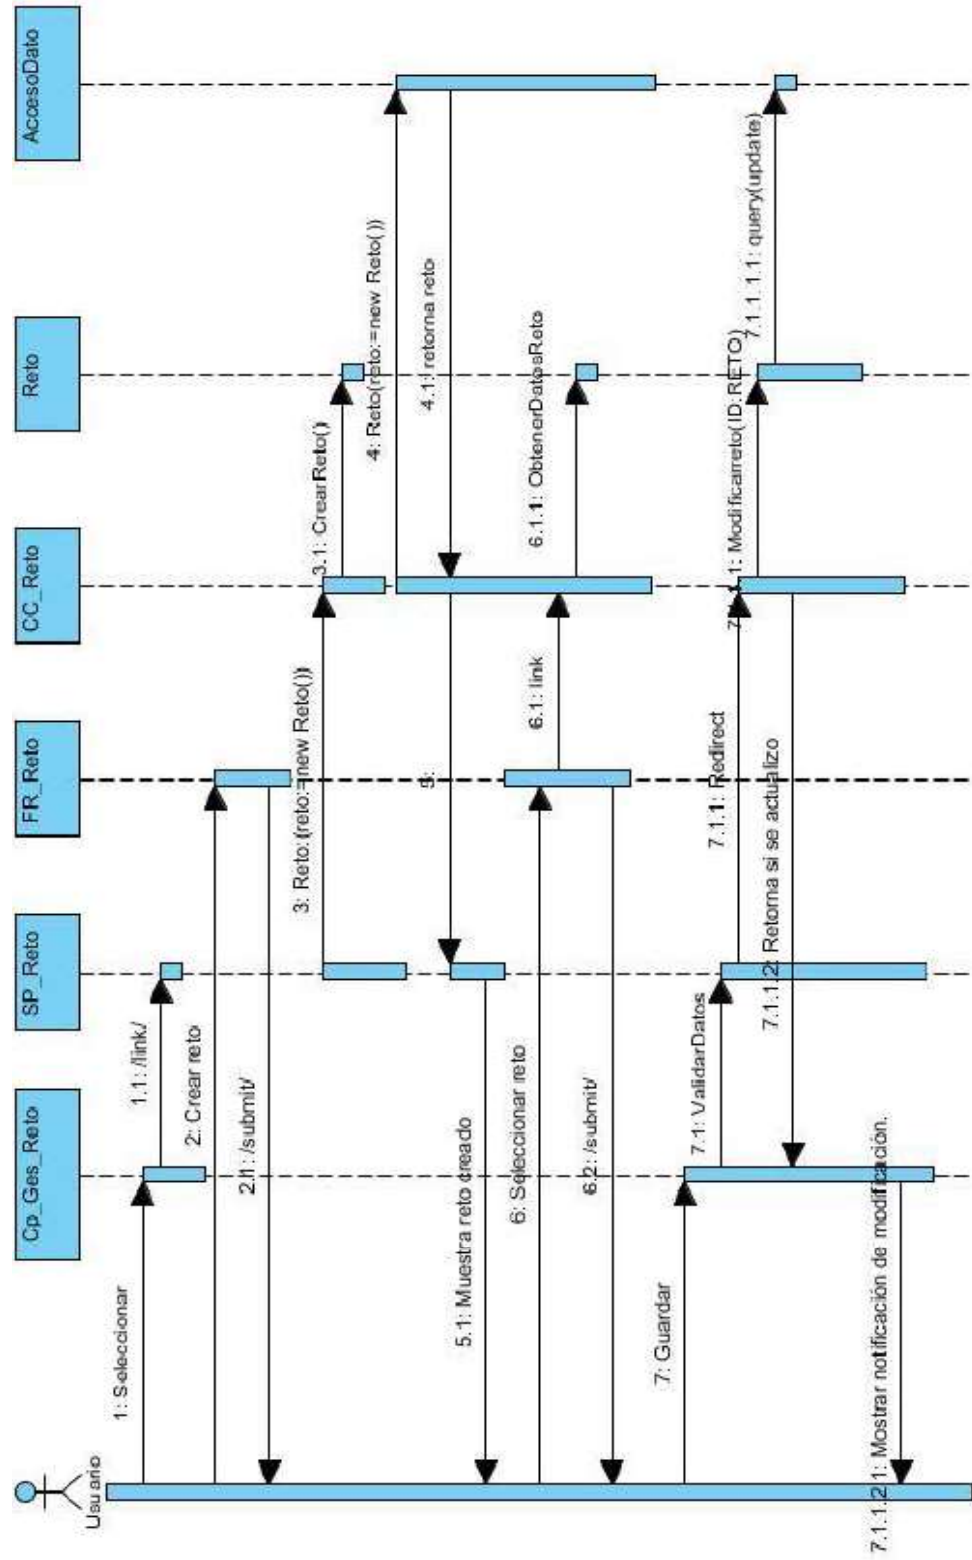 Usuario
Cp_Ges_Reto
SP_Reto
FR_Reto
CC_Reto
Reto
AccesoDato
1: Seleccionar
1.1: /link/
2: Crear reto
2.1: /submit/
3: Reto:(reto:=new Reto())
3.1: CrearReto()
4: Reto(reto:=new Reto())
4.1: retorna reto
5:
5.1: Muestra reto creado
6: Seleccionar reto
6.1: link
6.1.1: ObtenerDatosReto
6.2: /submit/
7: Guardar
7.1: ValidarDatos
7.1.1: Redirect
7.1.1.1: Modificarreto(ID:RETO)
7.1.1.1.1: query(update)
7.1.1.2: Retorna si se actualizo
7.1.1.2.1: Mostrar notificación de modificación.